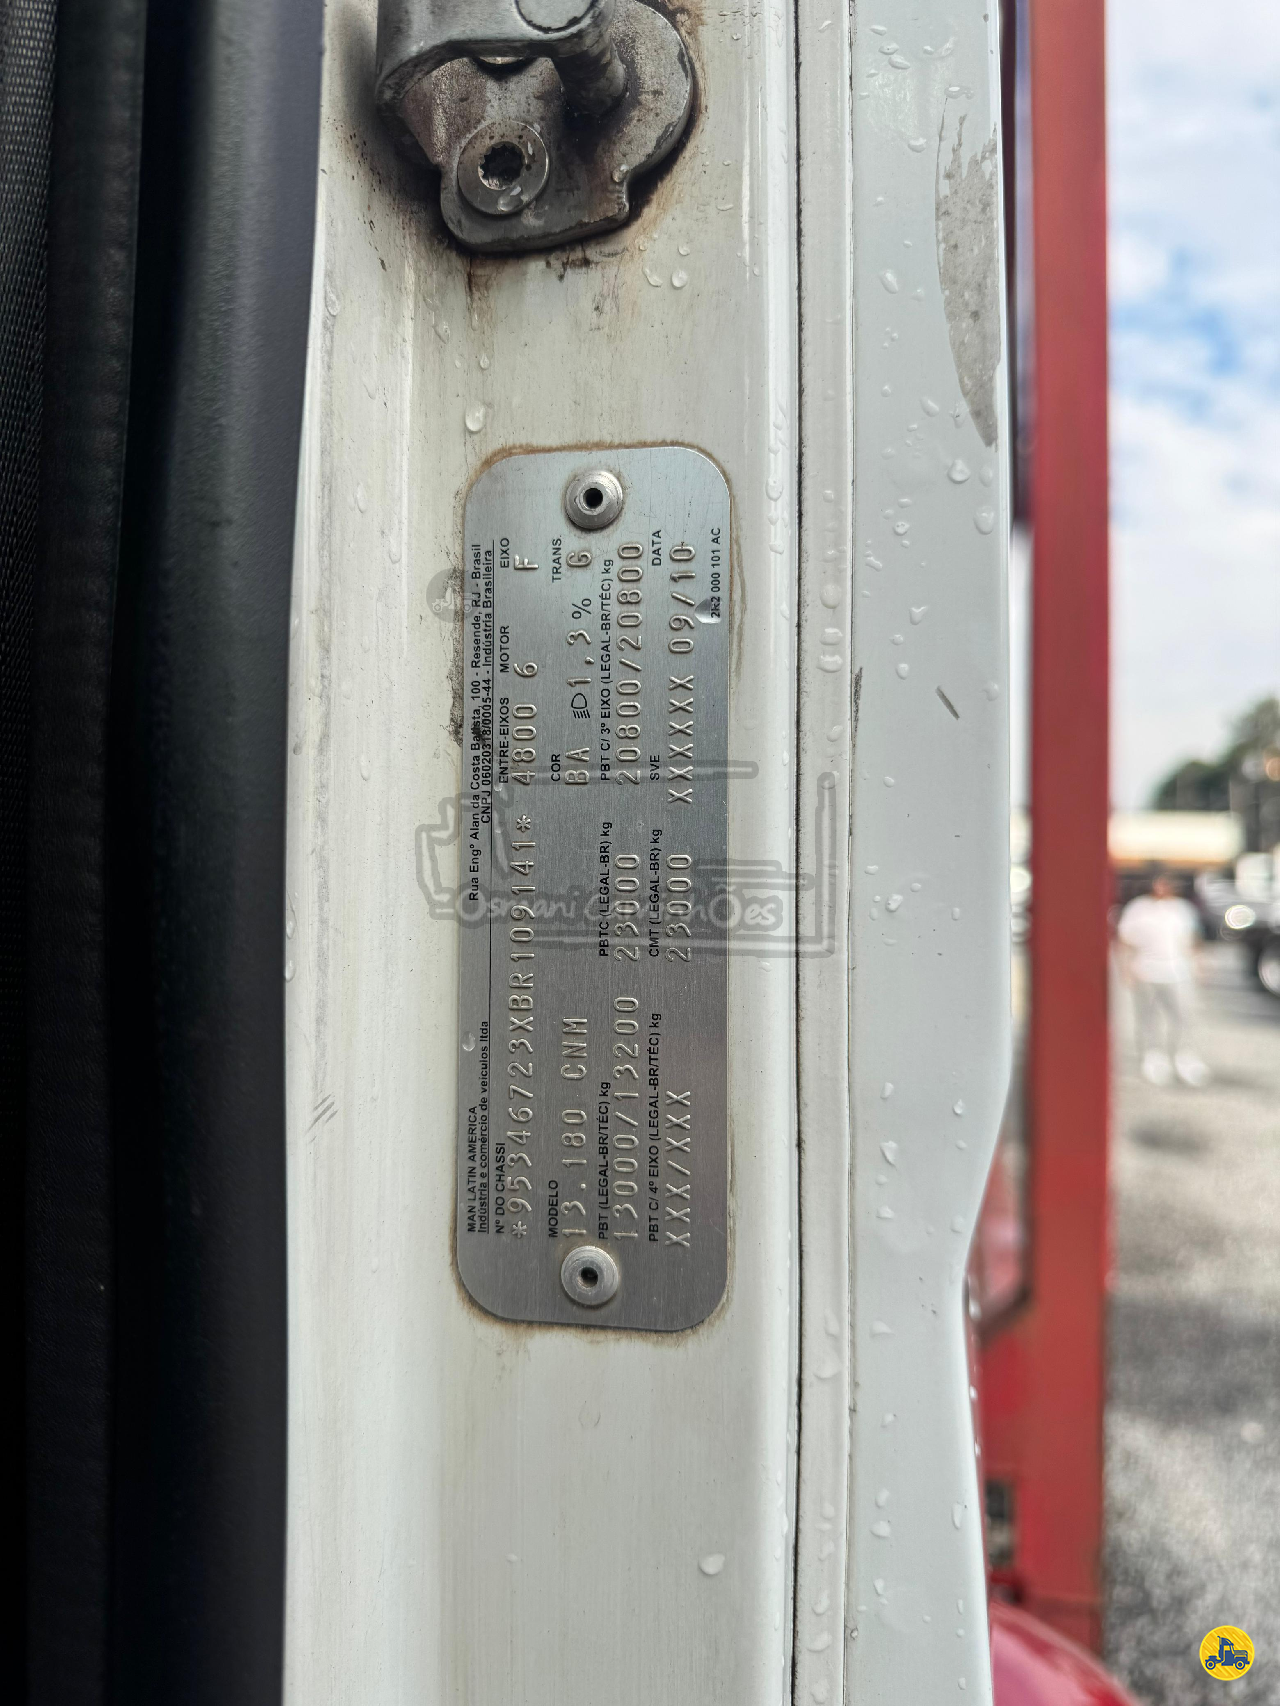 MAN LATIN AMERICA
Indústria e comércio de veículos ltda
Rua Engº Alan da Costa Batista, 100 - Resende, RJ - Brasil
CNPJ 06020318/0005-44 - Indústria Brasileira
Nº DO CHASSI ENTRE-EIXOS MOTOR EIXO
*95346723XBR109141* 4800 6 F
MODELO COR TRANS.
13.180 CNM BA 1,3% G
PBT (LEGAL-BR/TÉC) kg PBTC (LEGAL-BR) kg PBT C/ 3º EIXO (LEGAL-BR/TÉC) kg
13000/13200 23000 20800/20800
PBT C/ 4º EIXO (LEGAL-BR/TÉC) kg CMT (LEGAL-BR) kg SVE DATA
XXX/XXX 23000 XXXXXX 09/10
2R2 000 101 AC
Osmani Caminhões